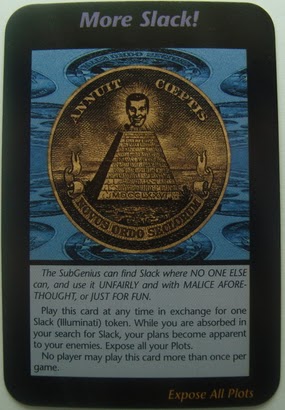 More Slack!
ANNUIT CŒPTIS
MDCCLXXVI
NOVUS ORDO SECLORUM
The SubGenius can find Slack where NO ONE ELSE
can, and use it UNFAIRLY and with MALICE AFORE-
THOUGHT, or JUST FOR FUN.
Play this card at any time in exchange for one
Slack (Illuminati) token. While you are absorbed in
your search for Slack, your plans become apparent
to your enemies. Expose all your Plots.
No player may play this card more than once per
game.
Expose All Plots